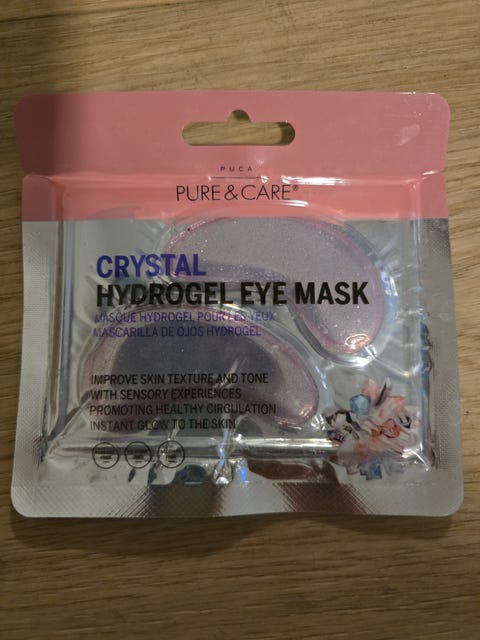 PUCA
PURE & CARE®
CRYSTAL
HYDROGEL EYE MASK
MASQUE HYDROGEL POUR LES YEUX
MASCARILLA DE OJOS HYDROGEL
IMPROVE SKIN TEXTURE AND TONE
WITH SENSORY EXPERIENCES
PROMOTING HEALTHY CIRCULATION
INSTANT GLOW TO THE SKIN